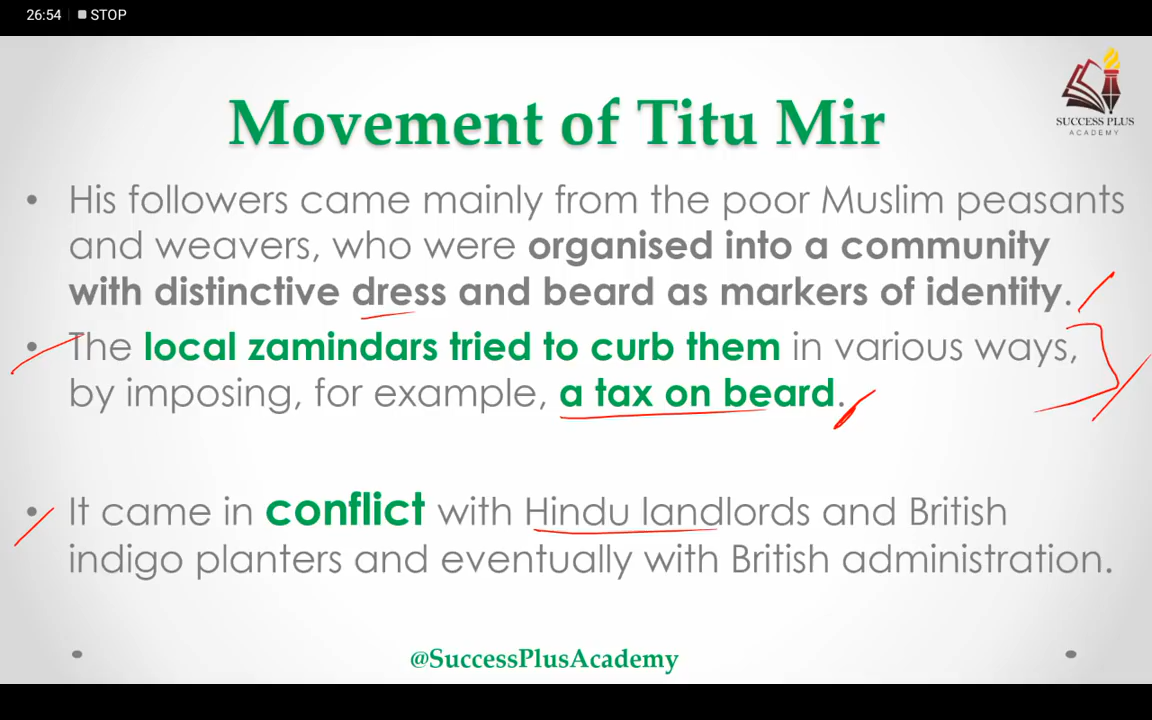 26:54 STOP
SUCCESS PLUS
ACADEMY
Movement of Titu Mir
• His followers came mainly from the poor Muslim peasants
and weavers, who were organised into a community
with distinctive dress and beard as markers of identity.
• The local zamindars tried to curb them in various ways,
by imposing, for example, a tax on beard.
• It came in conflict with Hindu landlords and British
indigo planters and eventually with British administration.
@SuccessPlusAcademy